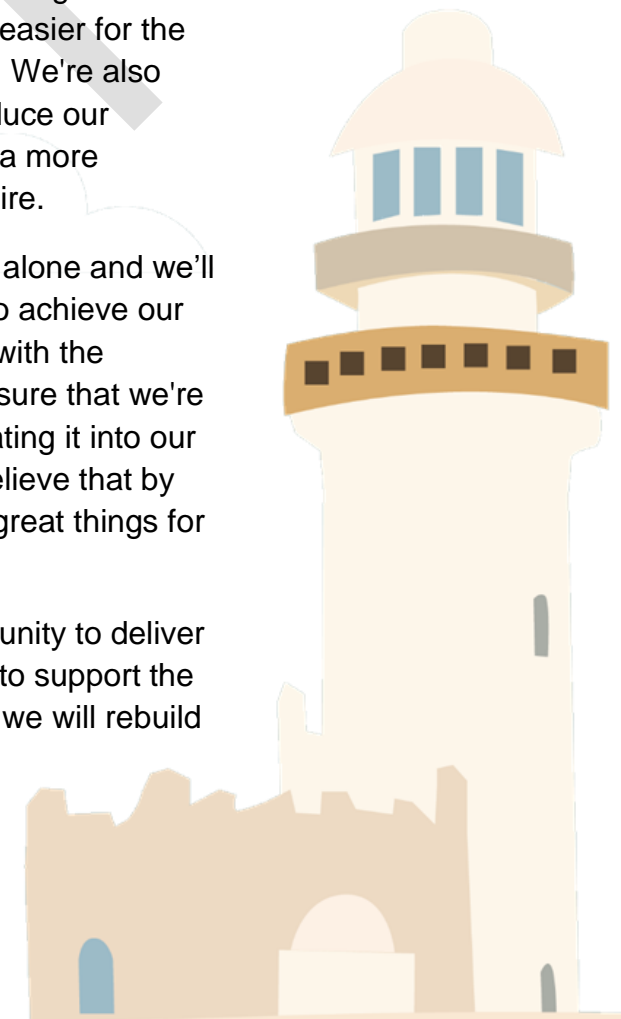 easier for the
We're also
duce our
a more
ire.
alone and we'll
o achieve our
with the
sure that we're
ating it into our
elieve that by
great things for
unity to deliver
to support the
we will rebuild